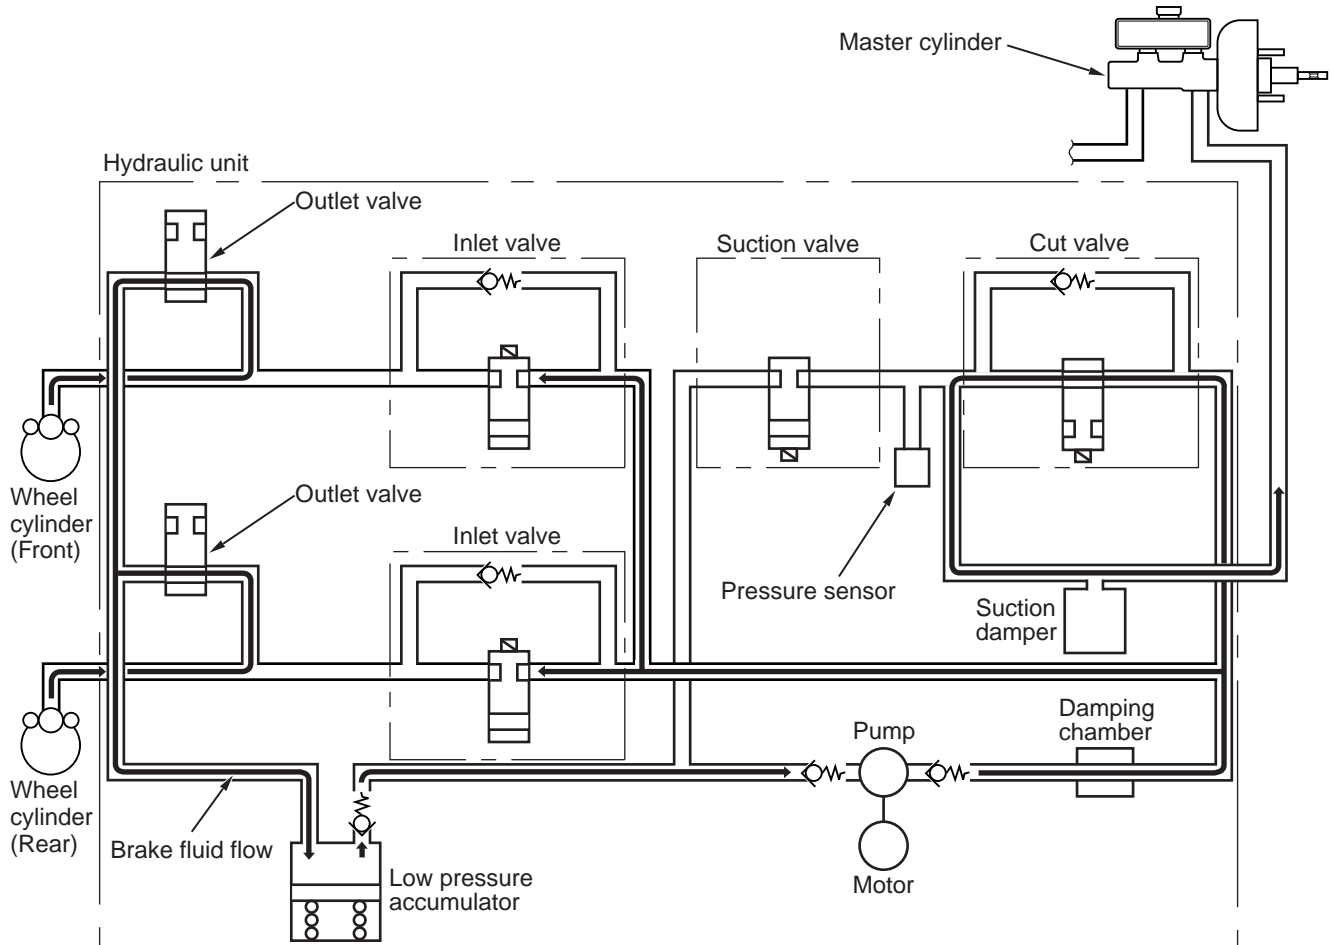 Master cylinder
Hydraulic unit
Outlet valve
Inlet valve
Suction valve
Cut valve
Wheel
cylinder
(Front)
Outlet valve
Inlet valve
Pressure sensor
Suction
damper
Wheel
cylinder
(Rear)
Brake fluid flow
Low pressure
accumulator
Pump
Motor
Damping
chamber